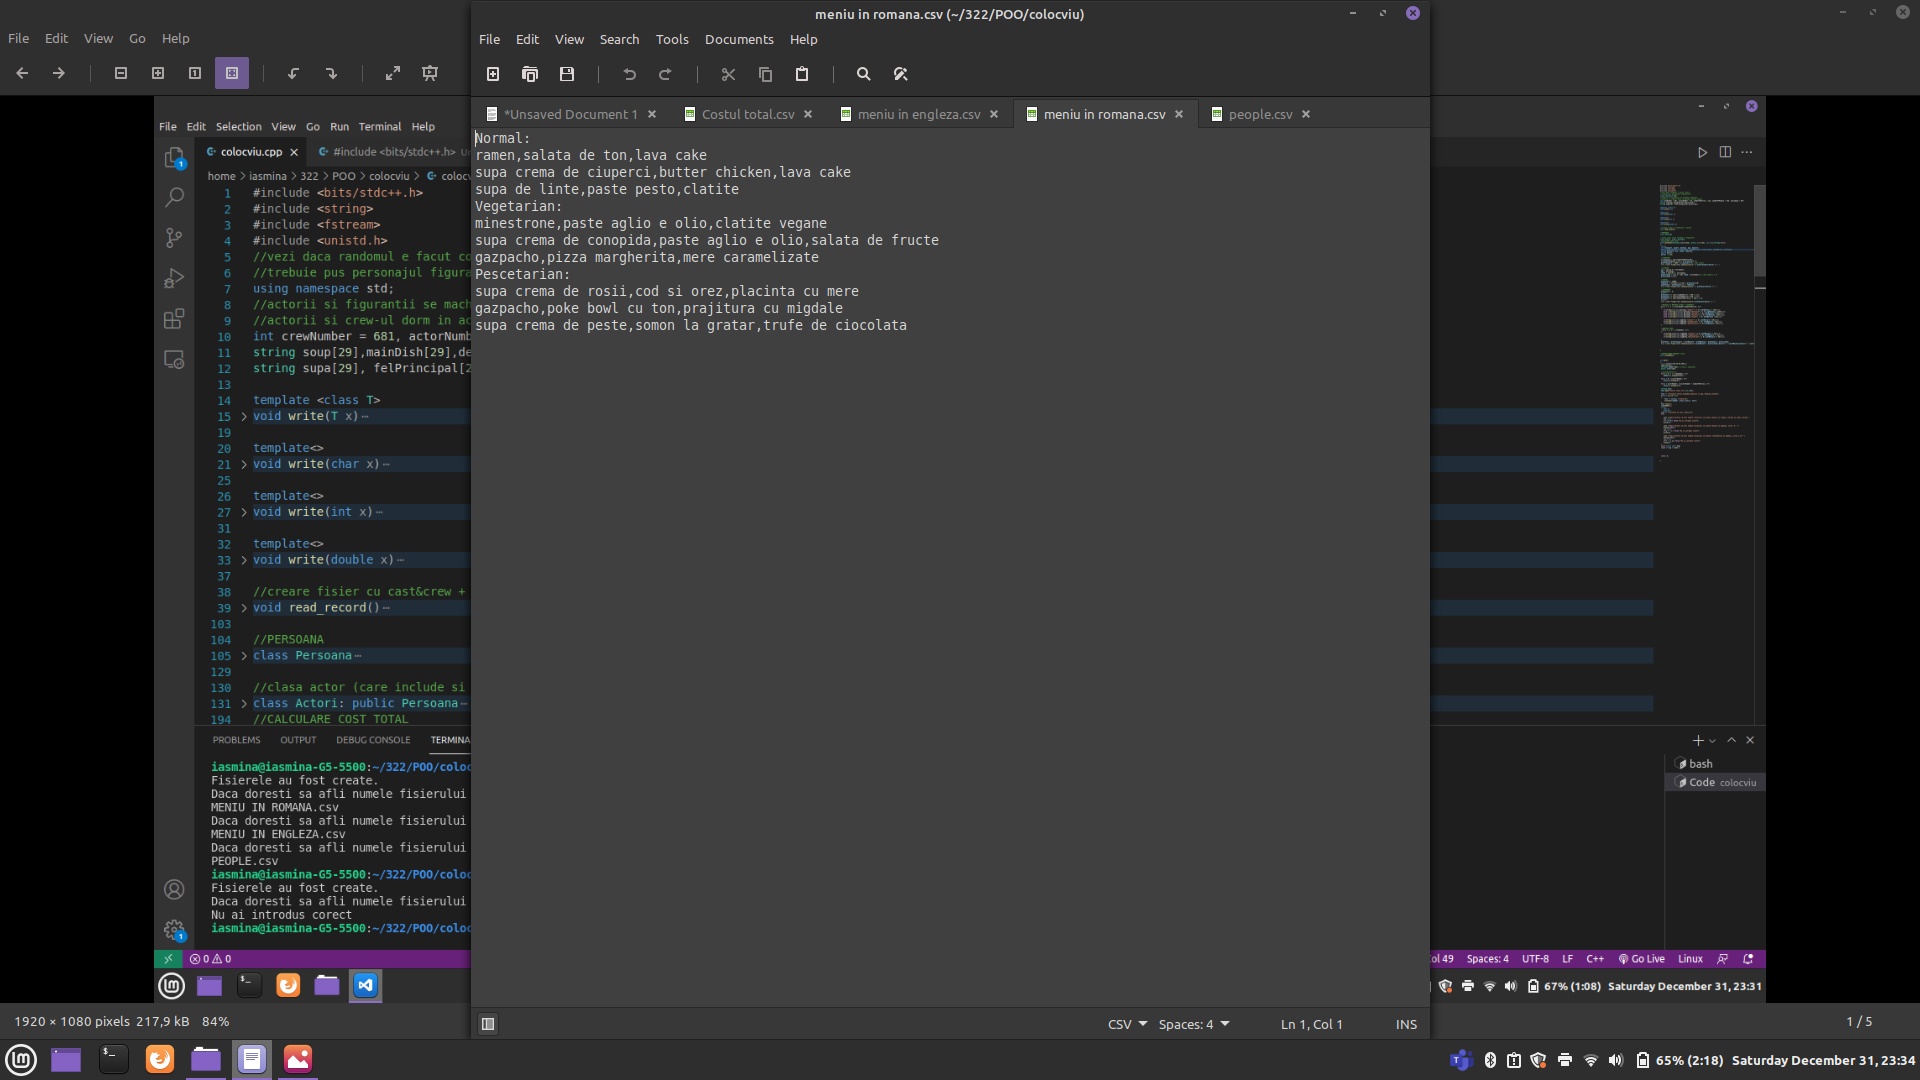 meniu in romana.csv (~/322/POO/colocviu)
File Edit View Go Help
File Edit View Search Tools Documents Help
*Unsaved Document 1
Costul total.csv
meniu in engleza.csv
meniu in romana.csv
people.csv
Normal:
ramen,salata de ton,lava cake
supa crema de ciuperci,butter chicken,lava cake
supa de linte,paste pesto,clatite
Vegetarian:
minestrone,paste aglio e olio,clatite vegane
supa crema de conopida,paste aglio e olio,salata de fructe
gazpacho,pizza margherita,mere caramelizate
Pescetarian:
supa crema de rosii,cod si orez,placinta cu mere
gazpacho,poke bowl cu ton,prajitura cu migdale
supa crema de peste,somon la gratar,trufe de ciocolata
CSV Spaces: 4 Ln 1, Col 1 INS
File Edit Selection View Go Run Terminal Help
colocviu.cpp #include <bits/stdc++.h>
home > iasmina > 322 > POO > colocviu >
1 #include <bits/stdc++.h>
2 #include <string>
3 #include <fstream>
4 #include <unistd.h>
5 //vezi daca randomul e facut
6 //trebuie pus personajul
7 using namespace std;
8 //actorii si figurantii se
9 //actorii si crew-ul dorm in
10 int crewNumber = 681,
11 string soup[29],mainDish[29],
12 string supa[29],
13
14 template <class T>
15 void write(T x)
19
20 template<>
21 void write(char x)
25
26 template<>
27 void write(int x)
31
32 template<>
33 void write(double x)
37
38 //creare fisier cu cast&crew +
39 void read_record()
103
104 //PERSOANA
105 class Persoana
129
130 //clasa actor (care include si
131 class Actori: public Persoana
194 //CALCULARE COST TOTAL
PROBLEMS OUTPUT DEBUG CONSOLE
iasmina@iasmina-G5-5500:~/322/POO/
Fisierele au fost create.
Daca doresti sa afli numele fisierului
MENIU IN ROMANA.csv
Daca doresti sa afli numele fisierului
MENIU IN ENGLEZA.csv
Daca doresti sa afli numele fisierului
PEOPLE.csv
iasmina@iasmina-G5-5500:~/322/POO/
Fisierele au fost create.
Daca doresti sa afli numele fisierului
Nu ai introdus corect
iasmina@iasmina-G5-5500:~/322/POO/
bash
Code colocviu
0 0
49 Spaces: 4 UTF-8 LF C++ Go Live Linux
67% (1:08) Saturday December 31, 23:31
1920 × 1080 pixels 217,9 kB 84%
1 / 5
65% (2:18) Saturday December 31, 23:34